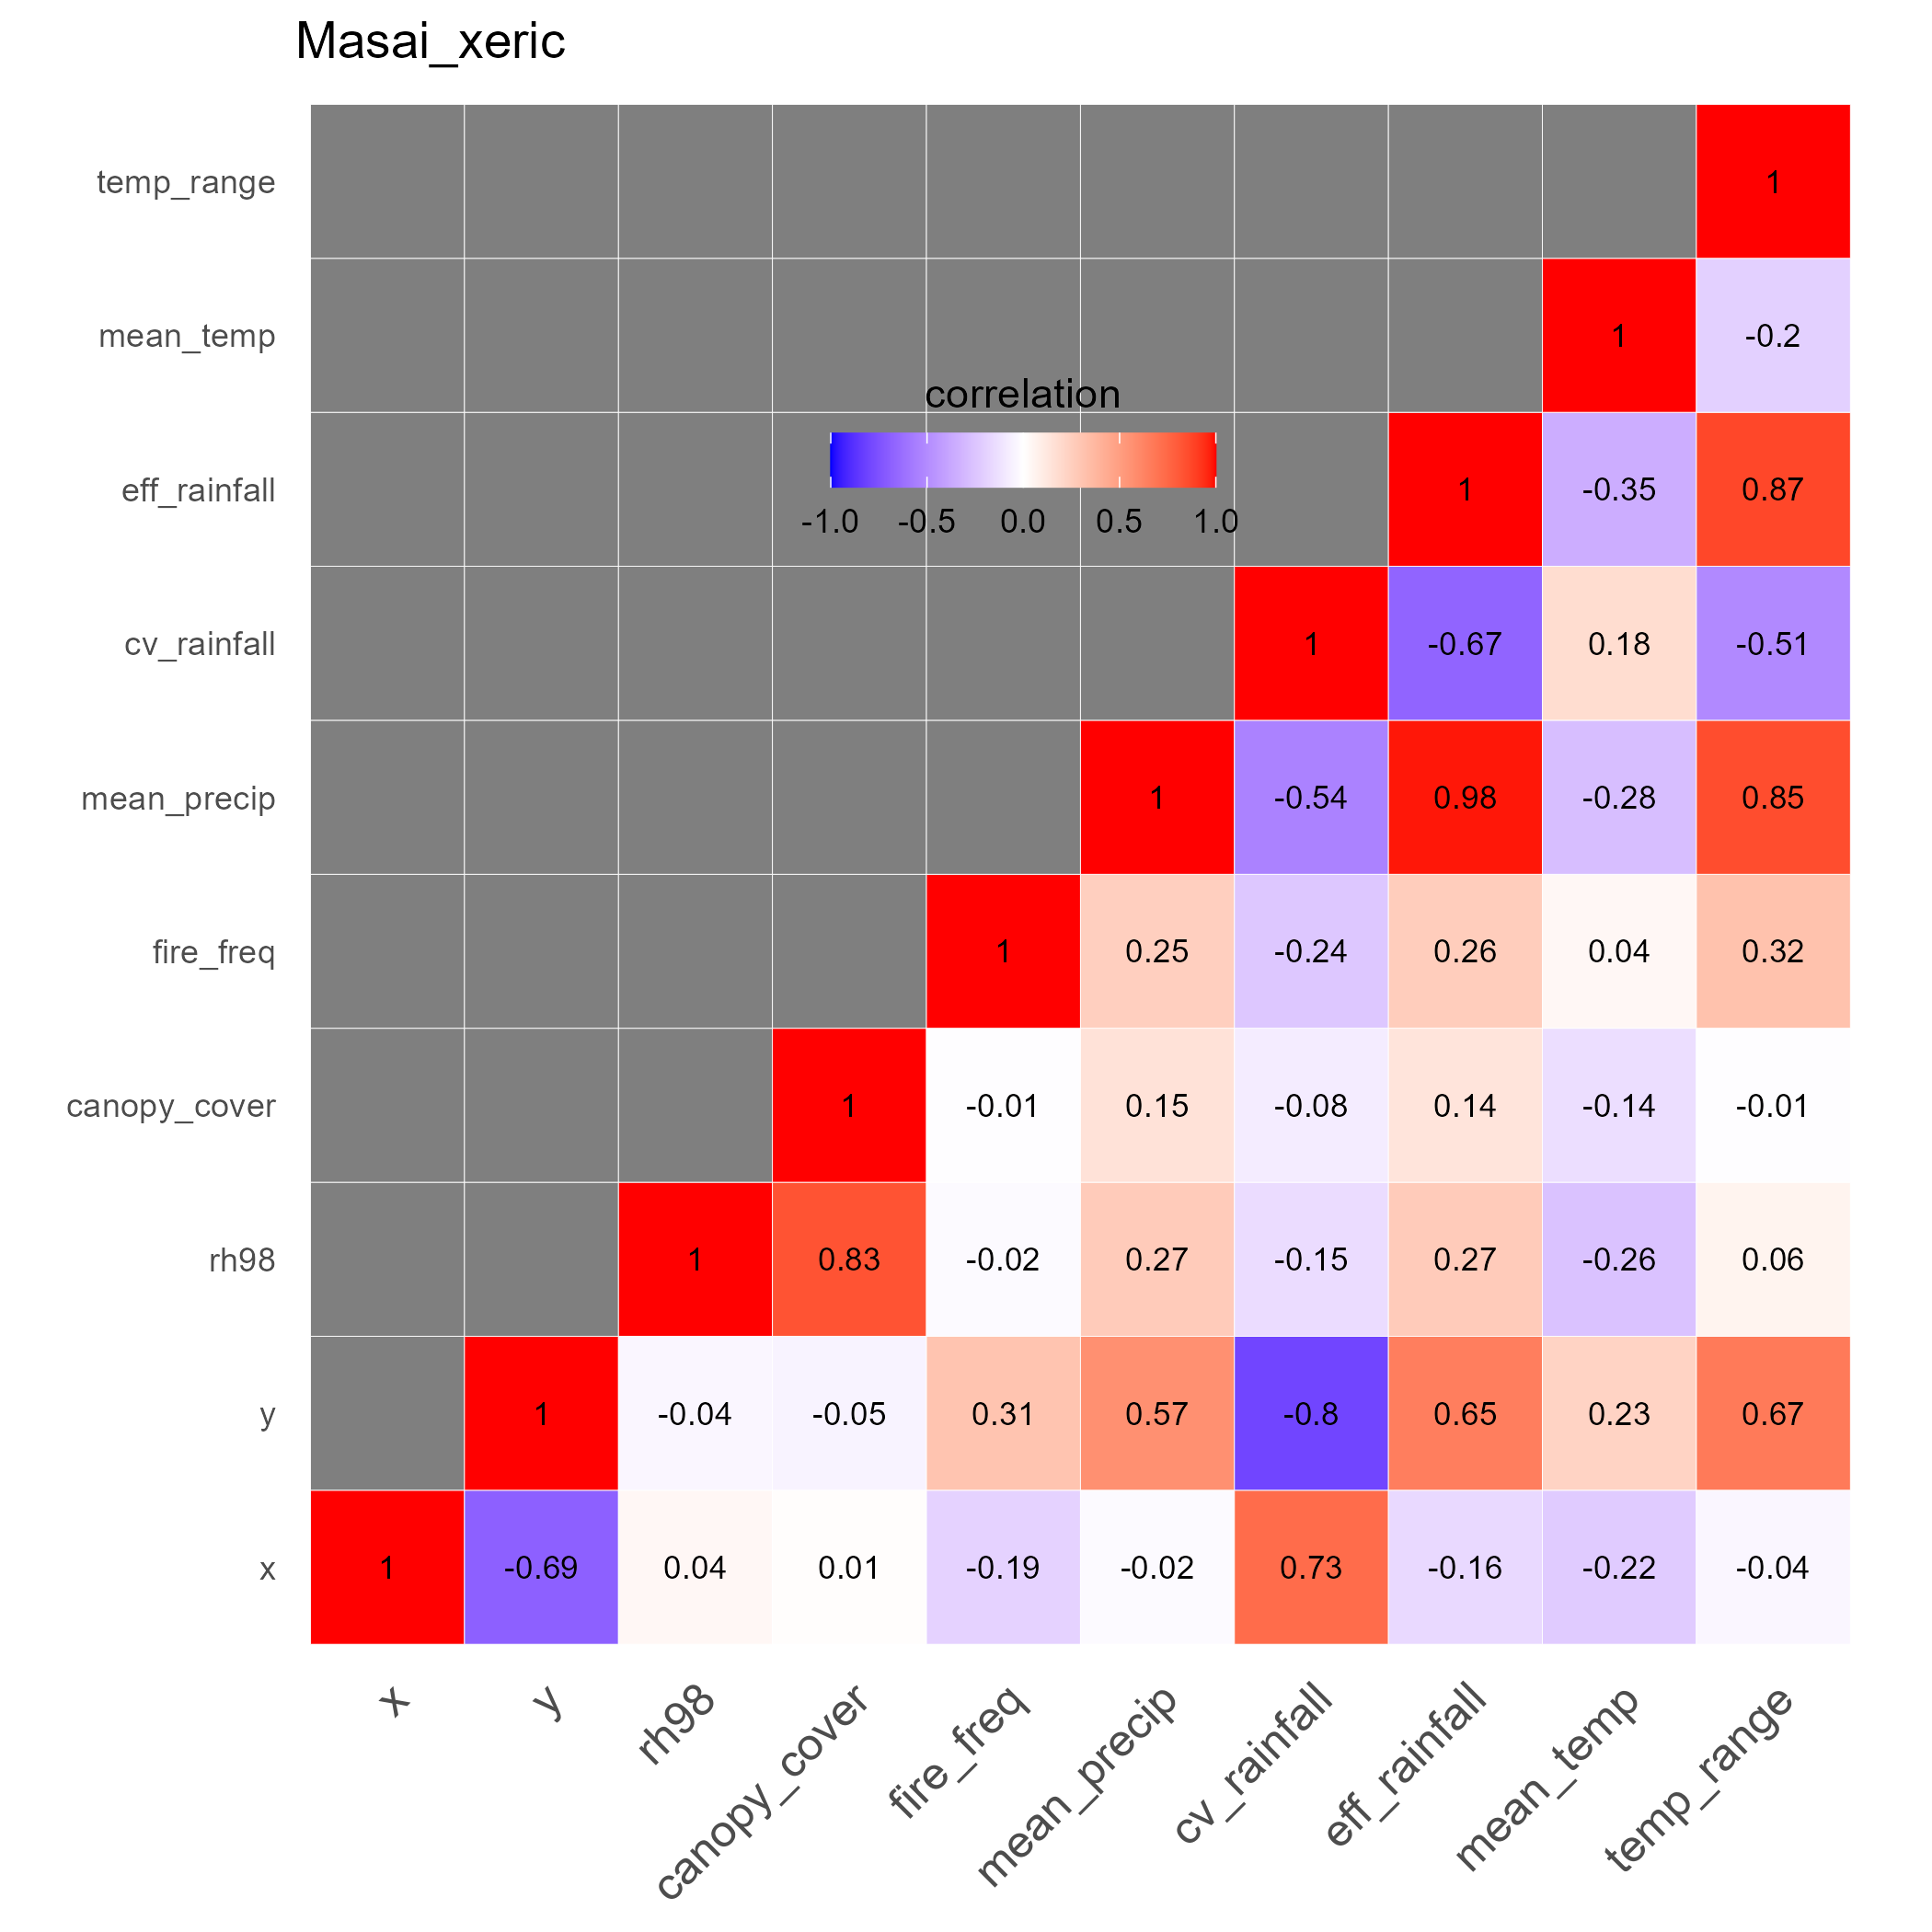 Masai_xeric
temp_range 1
mean_temp 1 -0.2
correlation
-1.0 -0.5 0.0 0.5 1.0
eff_rainfall 1 -0.35 0.87
cv_rainfall 1 -0.67 0.18 -0.51
mean_precip 1 -0.54 0.98 -0.28 0.85
fire_freq 1 0.25 -0.24 0.26 0.04 0.32
canopy_cover 1 -0.01 0.15 -0.08 0.14 -0.14 -0.01
rh98 1 0.83 -0.02 0.27 -0.15 0.27 -0.26 0.06
y 1 -0.04 -0.05 0.31 0.57 -0.8 0.65 0.23 0.67
x 1 -0.69 0.04 0.01 -0.19 -0.02 0.73 -0.16 -0.22 -0.04
x y rh98 canopy_cover fire_freq mean_precip cv_rainfall eff_rainfall mean_temp temp_range